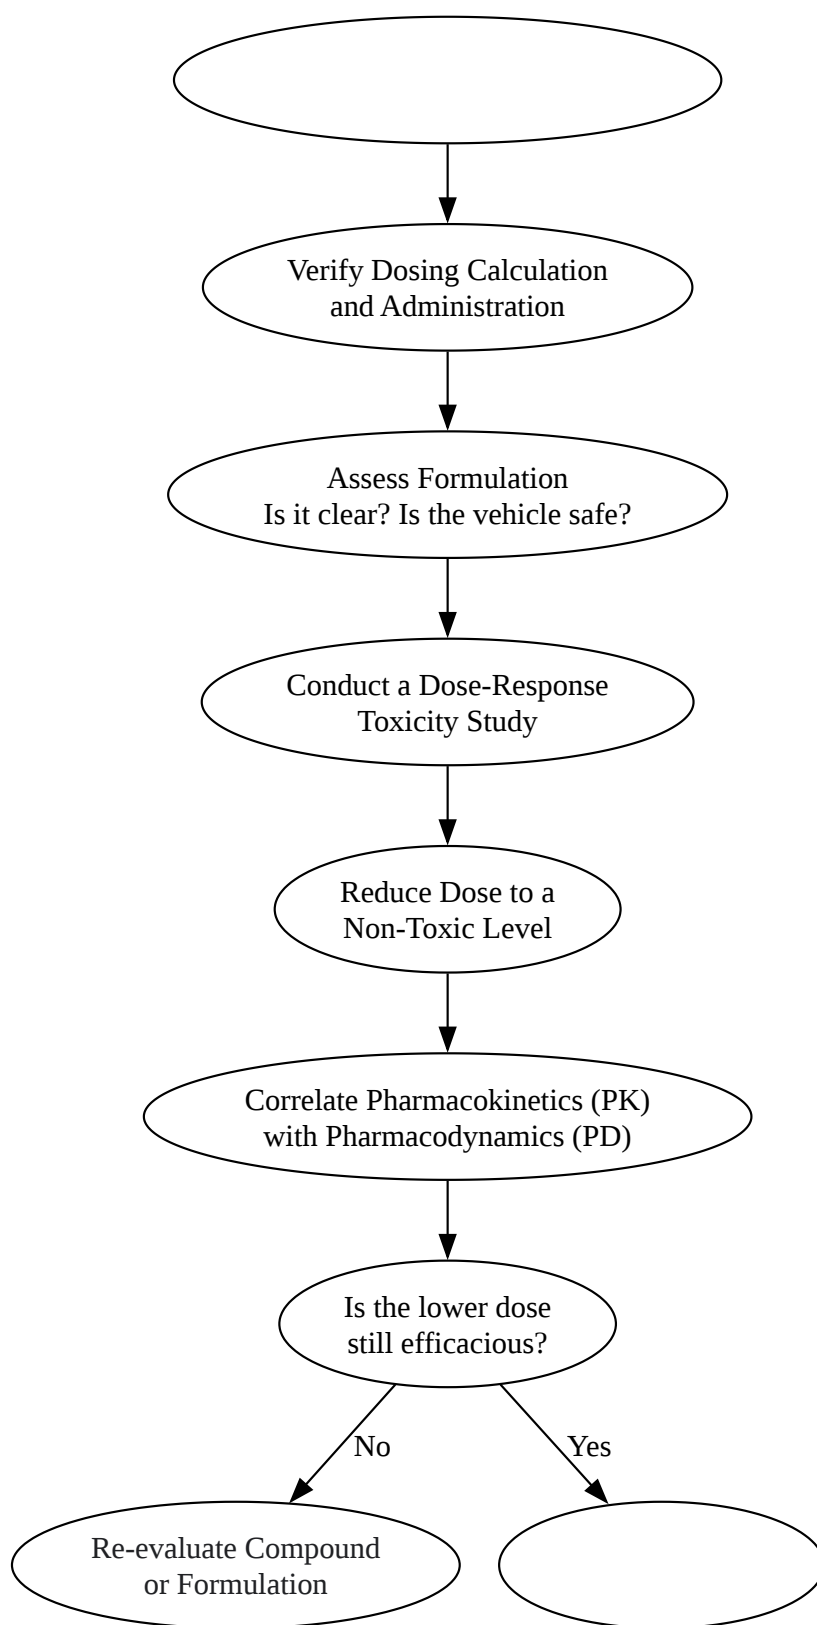 Verify Dosing Calculation
and Administration
Assess Formulation
Is it clear? Is the vehicle safe?
Conduct a Dose-Response
Toxicity Study
Reduce Dose to a
Non-Toxic Level
Correlate Pharmacokinetics (PK)
with Pharmacodynamics (PD)
Is the lower dose
still efficacious?
No
Yes
Re-evaluate Compound
or Formulation